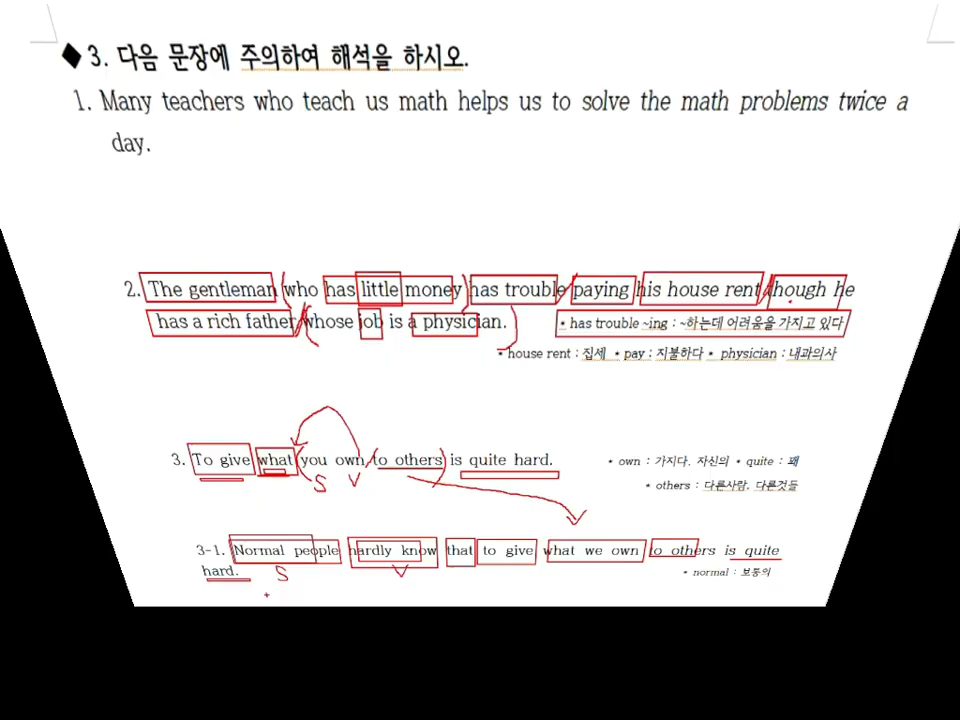 ◆ 3. 다음 문장에 주의하여 해석을 하시오.
1. Many teachers who teach us math helps us to solve the math problems twice a
day.
2. The gentleman who has little money has trouble paying his house rent though he
has a rich father whose job is a physician. * has trouble ~ing : ~하는데 어려움을 가지고 있다
* house rent : 집세 * pay : 지불하다 * physician : 내과의사
3. To give what you own to others is quite hard. * own : 가지다. 자신의 * quite : 꽤
S V * others : 다른사람, 다른것들
3-1. Normal people hardly know that to give what we own to others is quite
hard. * normal : 보통의
S V